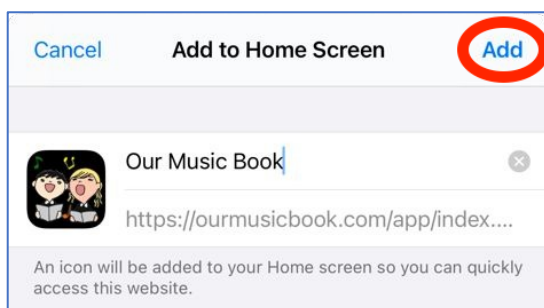 Cancel Add to Home Screen Add
Our Music Book
https://ourmusicbook.com/app/index....
An icon will be added to your Home screen so you can quickly
access this website.